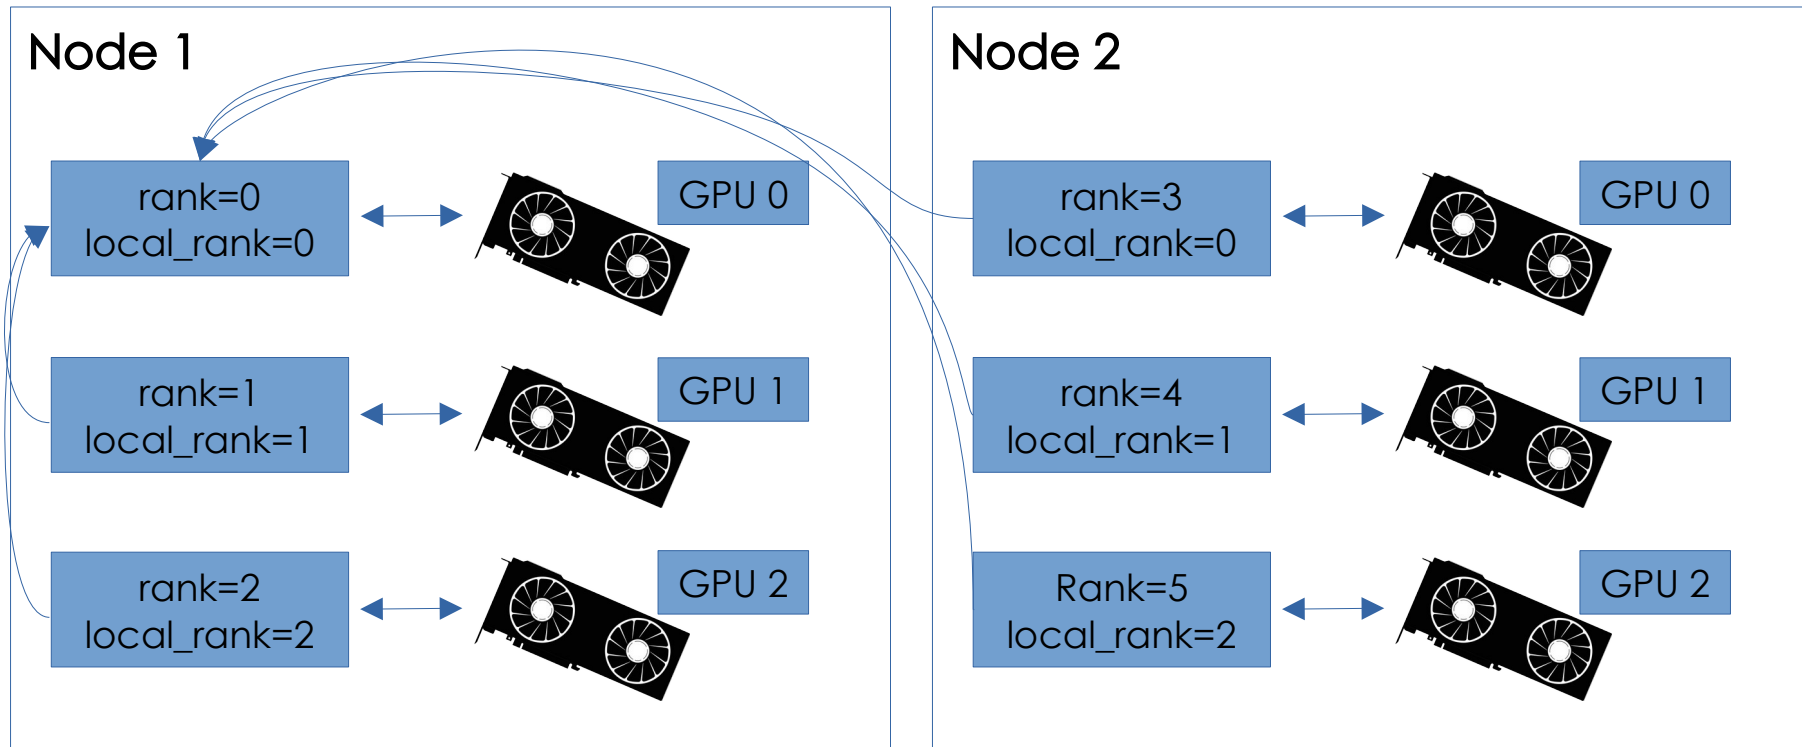 Node 1
rank=0
local_rank=0
GPU 0
rank=1
local_rank=1
GPU 1
rank=2
local_rank=2
GPU 2
Node 2
rank=3
local_rank=0
GPU 0
rank=4
local_rank=1
GPU 1
Rank=5
local_rank=2
GPU 2